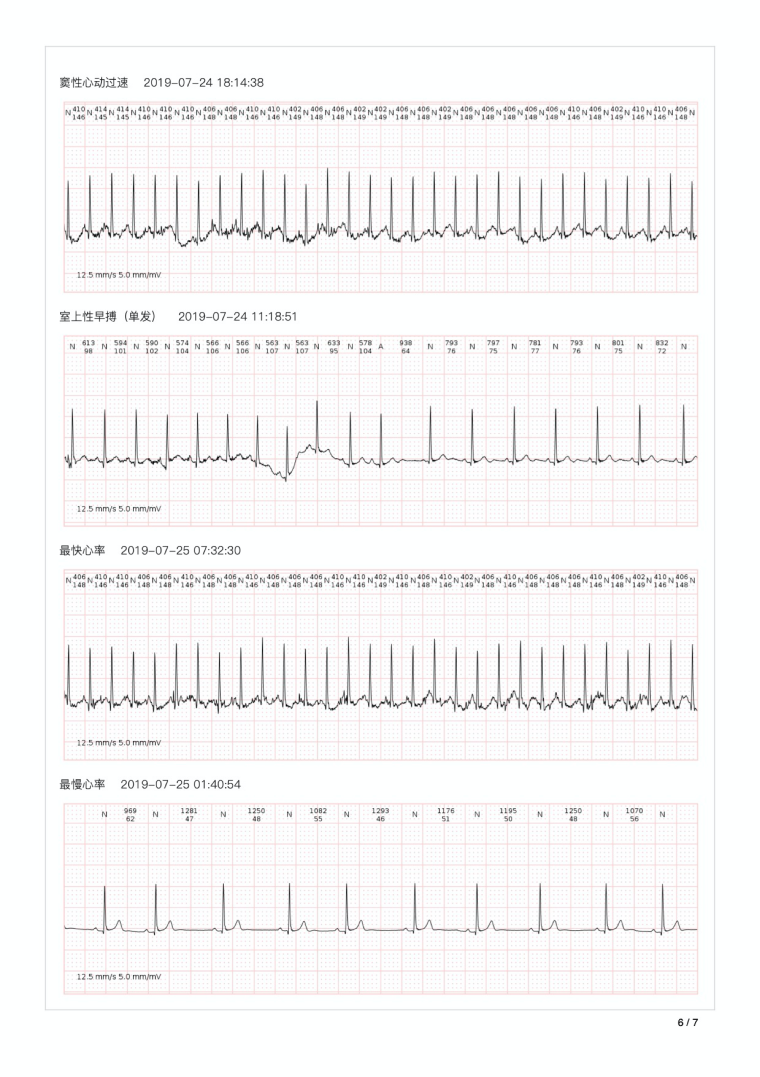 窦性心动过速 2019-07-24 18:14:38
N 410 N 414 N 414 N 410 N 410 N 410 N 406 N 406 N 410 N 410 N 402 N 406 N 406 N 402 N 402 N 406 N 406 N 406 N 406 N 406 N 406 N 406 N 406 N 410 N 406 N 402 N 410 N 410 N 406 N
146 145 145 146 146 146 148 148 146 146 149 148 148 149 149 148 148 148 148 148 148 148 148 146 148 149 146 146 148
12.5 mm/s 5.0 mm/mV
室上性早搏（单发） 2019-07-24 11:18:51
N 613 N 594 N 590 N 574 N 566 N 566 N 563 N 563 N 633 N 578 A 938 N 793 N 797 N 781 N 793 N 801 N 832 N
98 101 102 104 106 106 107 107 95 104 64 76 75 77 76 75 72
12.5 mm/s 5.0 mm/mV
最快心率 2019-07-25 07:32:30
N 406 N 410 N 410 N 406 N 406 N 410 N 406 N 406 N 410 N 410 N 406 N 406 N 406 N 410 N 402 N 406 N 406 N 410 N 402 N 406 N 406 N 410 N 406 N 406 N 406 N 406 N 402 N 410 N 406 N
148 146 146 148 148 146 148 148 146 146 148 148 148 146 149 148 148 146 149 148 148 146 148 148 148 148 149 146 148
12.5 mm/s 5.0 mm/mV
最慢心率 2019-07-25 01:40:54
N 969 N 1281 N 1250 N 1082 N 1293 N 1176 N 1195 N 1250 N 1070 N
62 47 48 55 46 51 50 48 56
12.5 mm/s 5.0 mm/mV
6 / 7